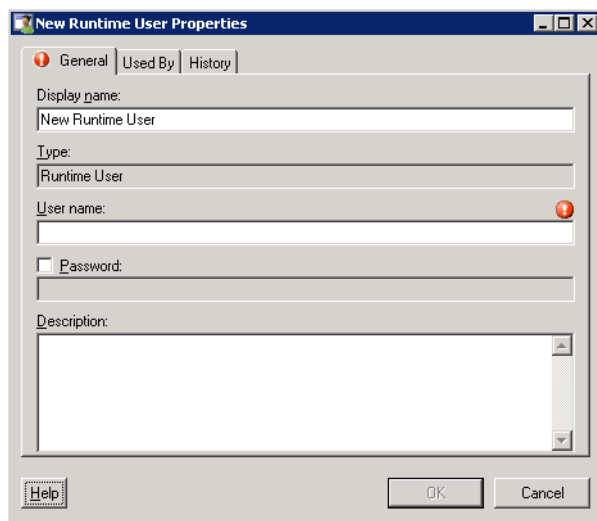 New Runtime User Properties
General Used By History
Display name:
New Runtime User
Type:
Runtime User
User name:
Password:
Description:
Help OK Cancel